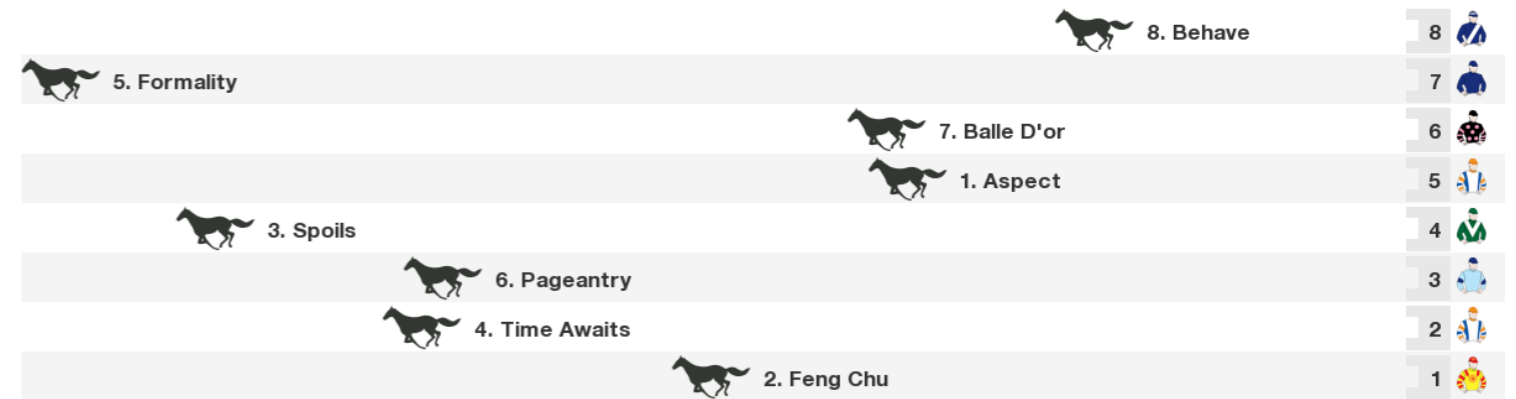 8. Behave 8
5. Formality 7
7. Balle D'or 6
1. Aspect 5
3. Spoils 4
6. Pageantry 3
4. Time Awaits 2
2. Feng Chu 1